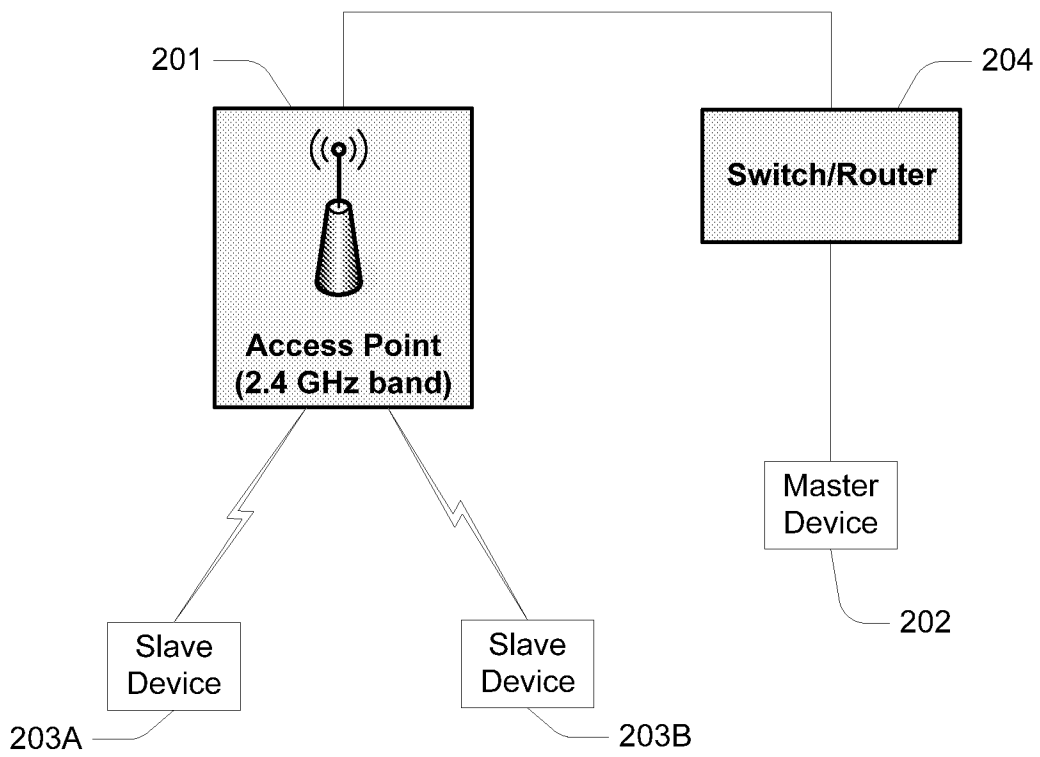 201
204
Switch/Router
Access Point
(2.4 GHz band)
Master
Device
202
Slave
Device
Slave
Device
203A
203B